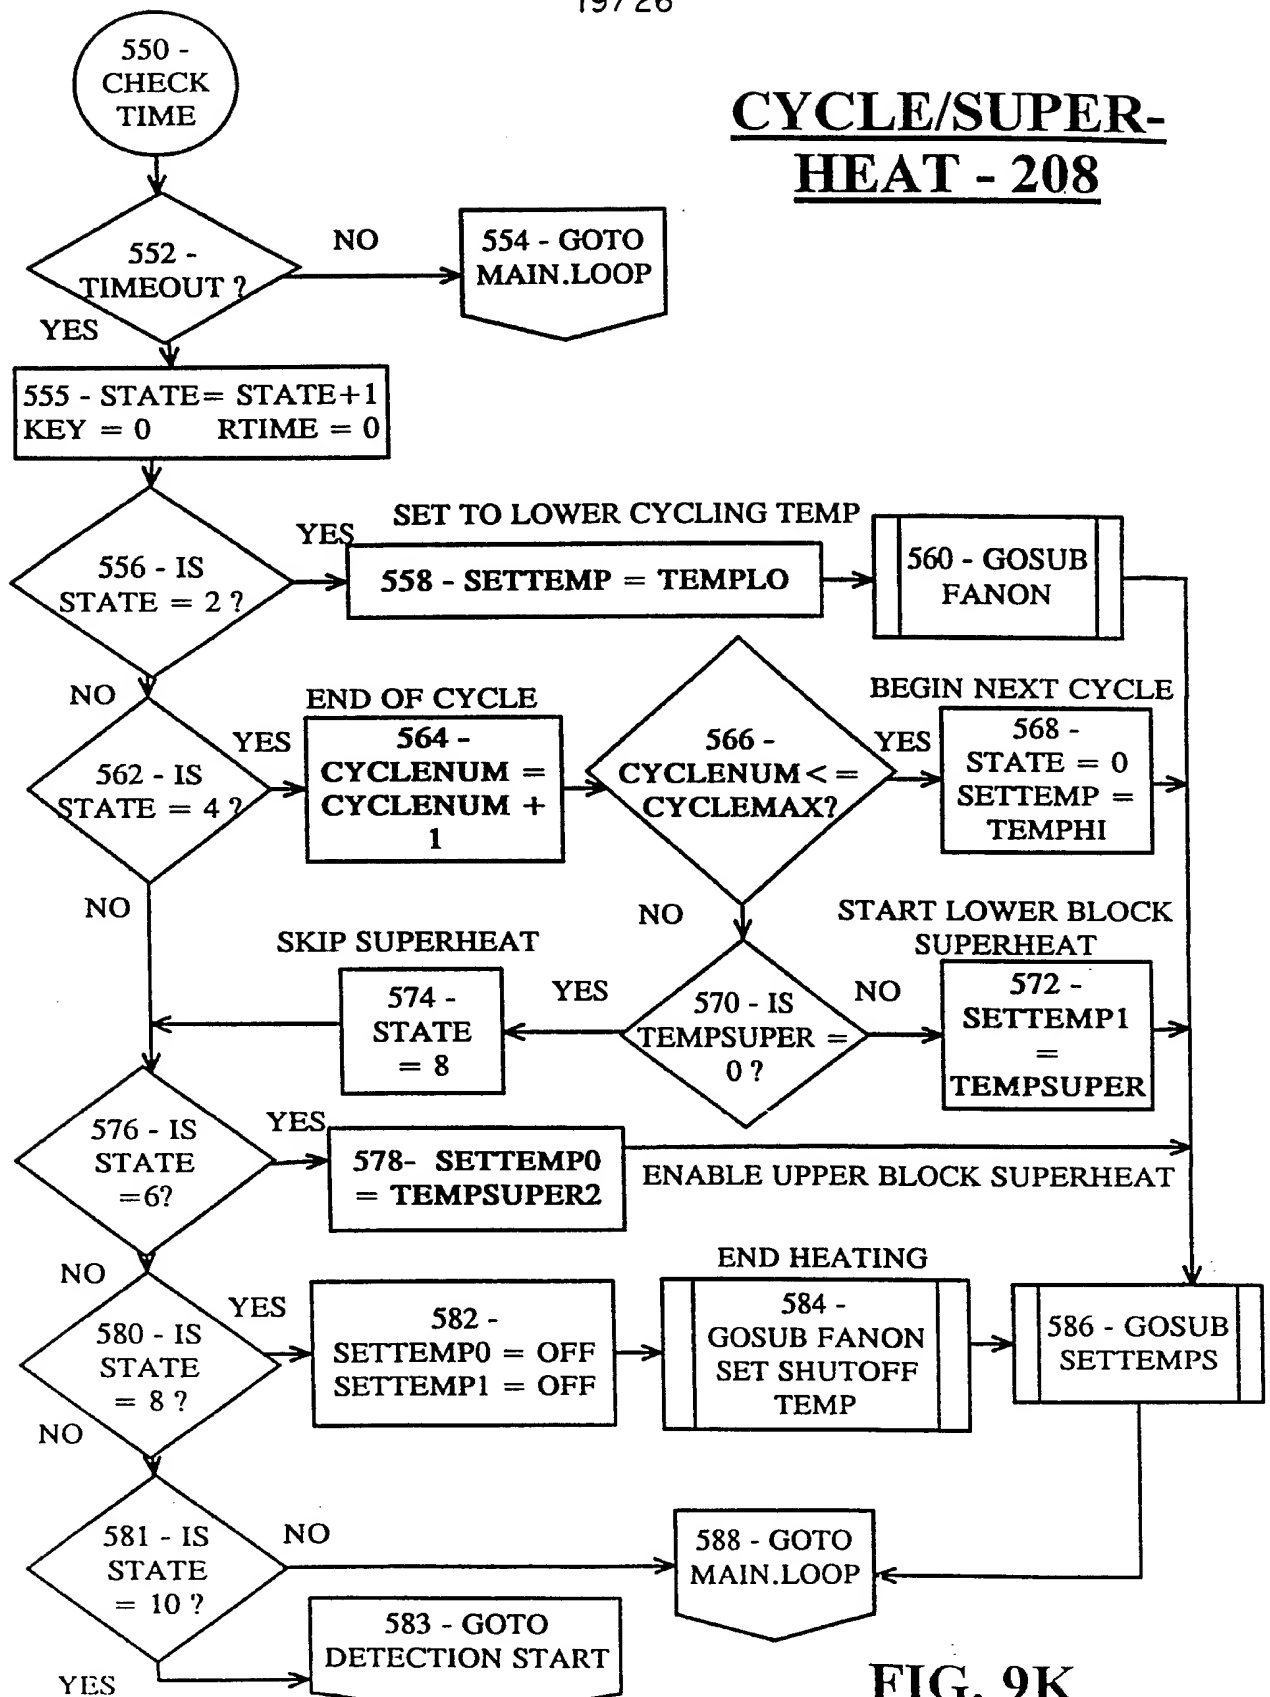 19/26
CYCLE/SUPER-
HEAT - 208
550 -
CHECK
TIME
552 -
TIMEOUT ?
NO
554 - GOTO
MAIN.LOOP
YES
555 - STATE= STATE+1
KEY = 0 RTIME = 0
556 - IS
STATE = 2 ?
YES
SET TO LOWER CYCLING TEMP
558 - SETTEMP = TEMPLO
560 - GOSUB
FANON
NO
562 - IS
STATE = 4 ?
YES
END OF CYCLE
564 -
CYCLENUM =
CYCLENUM +
1
566 -
CYCLENUM < =
CYCLEMAX?
YES
BEGIN NEXT CYCLE
568 -
STATE = 0
SETTEMP =
TEMPHI
NO
NO
START LOWER BLOCK
SUPERHEAT
SKIP SUPERHEAT
574 -
STATE
= 8
YES
570 - IS
TEMPSUPER =
0 ?
NO
572 -
SETTEMP1
=
TEMPSUPER
576 - IS
STATE
=6?
YES
578- SETTEMP0
= TEMPSUPER2
ENABLE UPPER BLOCK SUPERHEAT
NO
580 - IS
STATE
= 8 ?
YES
582 -
SETTEMP0 = OFF
SETTEMP1 = OFF
END HEATING
584 -
GOSUB FANON
SET SHUTOFF
TEMP
586 - GOSUB
SETTEMPS
NO
581 - IS
STATE
= 10 ?
NO
588 - GOTO
MAIN.LOOP
YES
583 - GOTO
DETECTION START
FIG. 9K